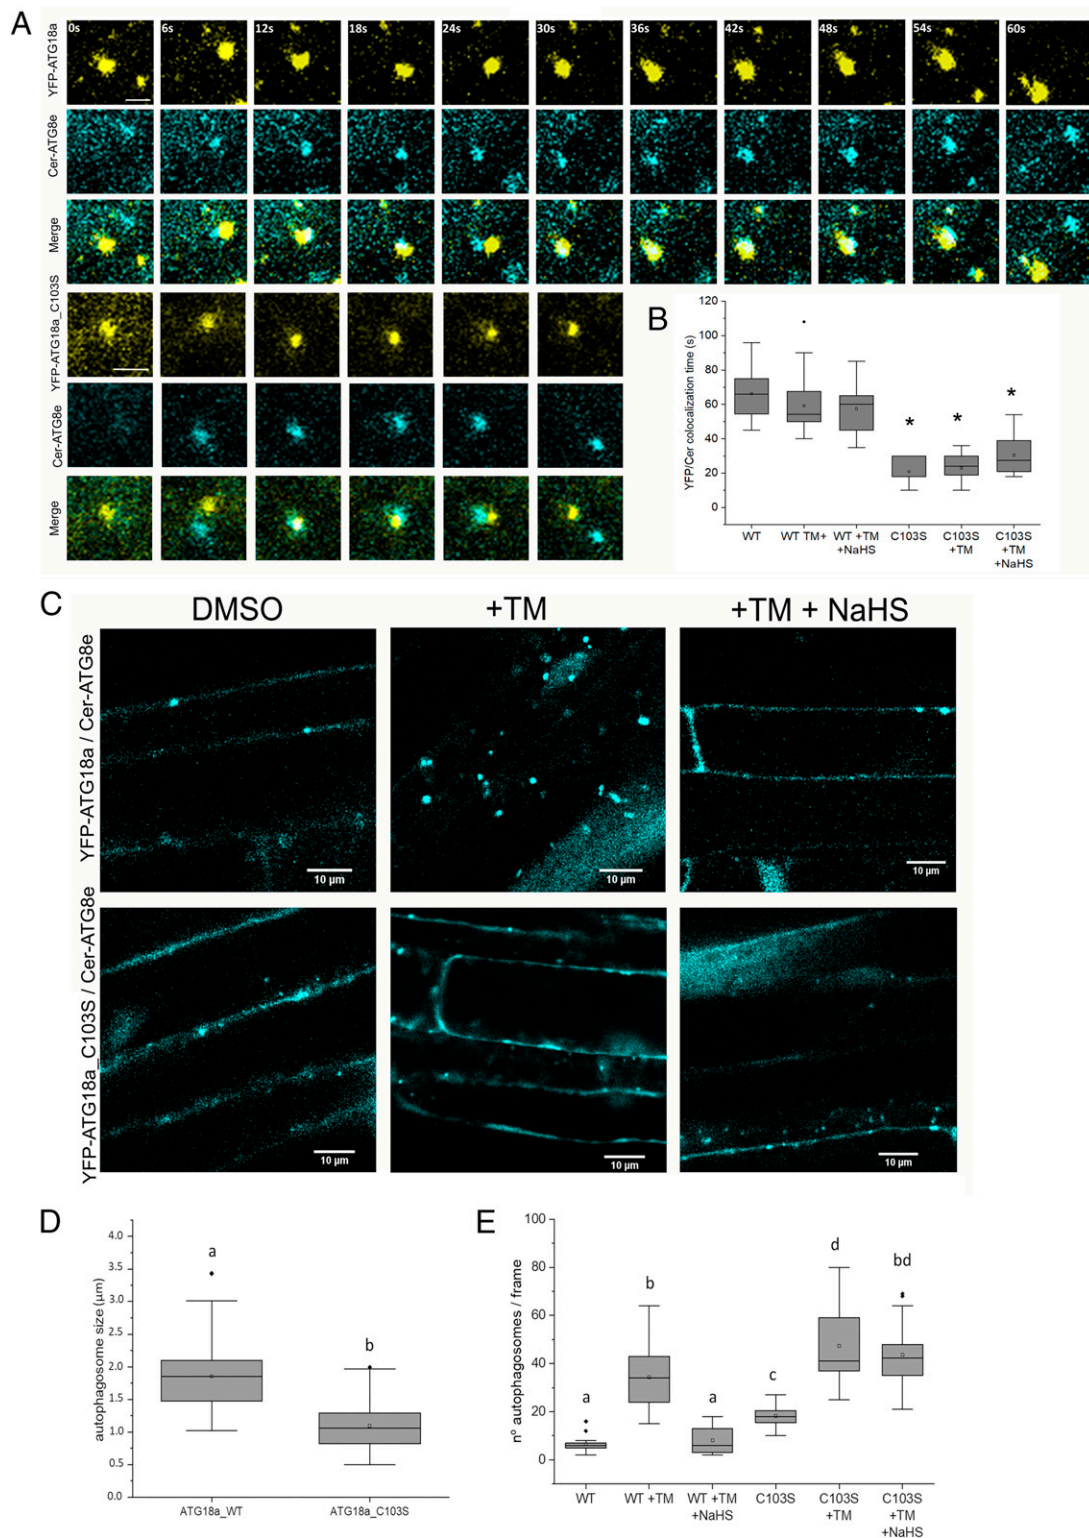 A
YFP-ATG18a
0s
6s
12s
18s
24s
30s
36s
42s
48s
54s
60s
Cer-ATG8e
Merge
YFP-ATG18a_C103S
Cer-ATG8e
Merge
B
YFP/Cer colocalization time (s)
120
100
80
60
40
20
0
* * *
WT
WT TM+
WT +TM
+NaHS
C103S
C103S
+TM
C103S
+TM
+NaHS
C
DMSO
+TM
+TM + NaHS
YFP-ATG18a / Cer-ATG8e
10 µm
10 µm
10 µm
YFP-ATG18a_C103S / Cer-ATG8e
10 µm
10 µm
10 µm
D
autophagosome size (µm)
4.0
3.5
3.0
2.5
2.0
1.5
1.0
0.5
0.0
a
b
ATG18a_WT
ATG18a_C103S
E
nº autophagosomes / frame
100
80
60
40
20
0
a
b
a
c
d
bd
WT
WT +TM
WT +TM
+NaHS
C103S
C103S
+TM
C103S
+TM
+NaHS